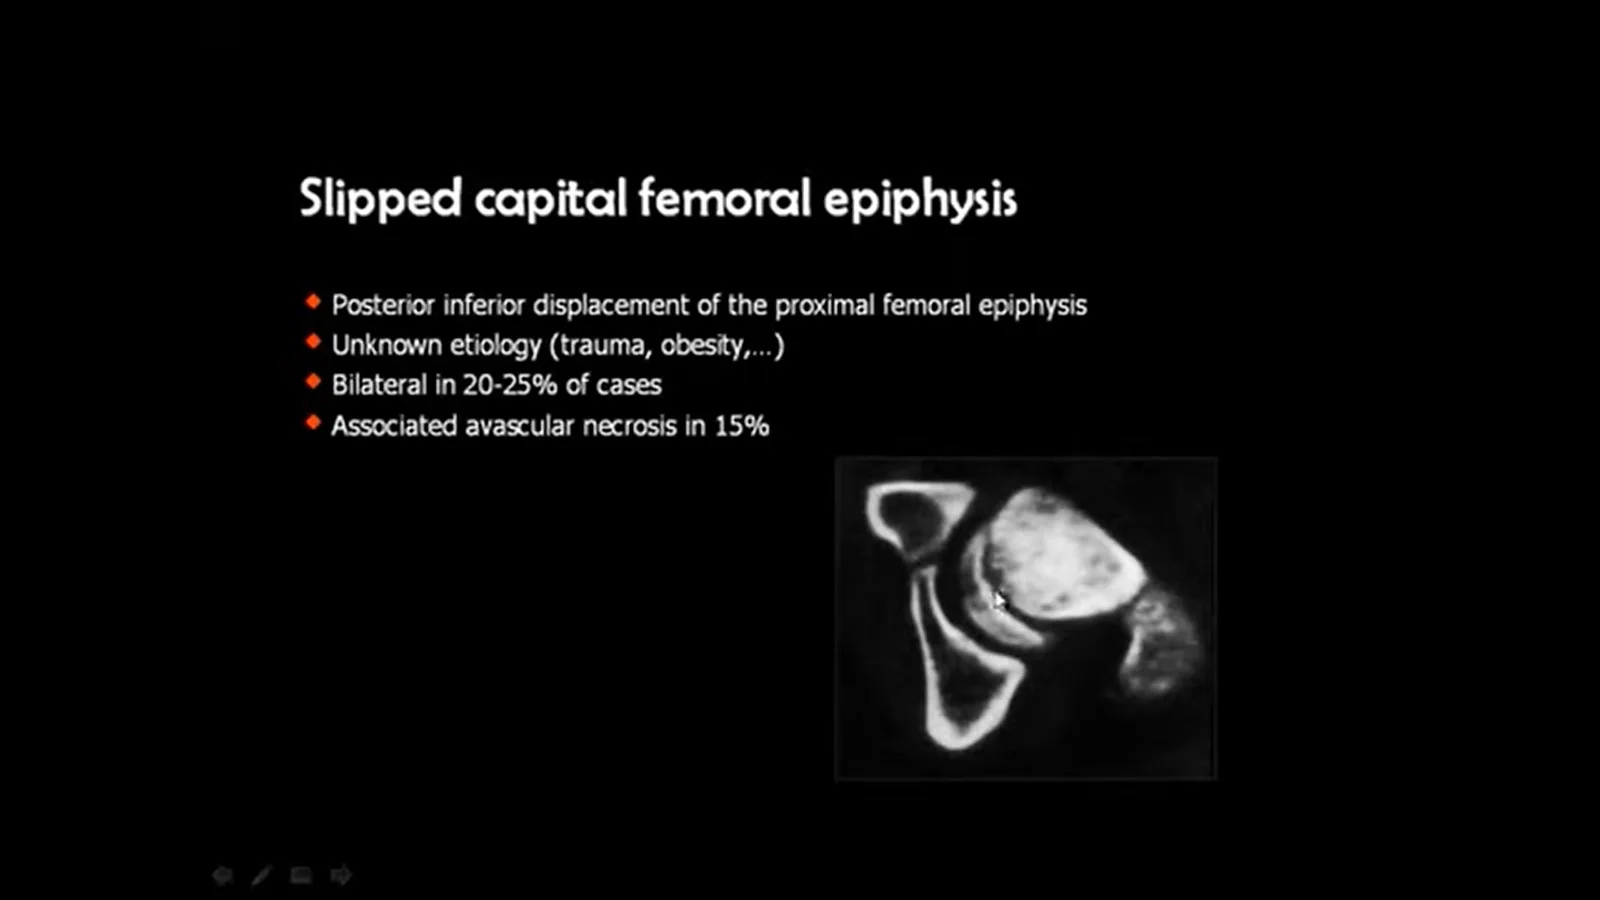 Slipped capital femoral epiphysis
Posterior inferior displacement of the proximal femoral epiphysis
Unknown etiology (trauma, obesity,...)
Bilateral in 20-25% of cases
Associated avascular necrosis in 15%